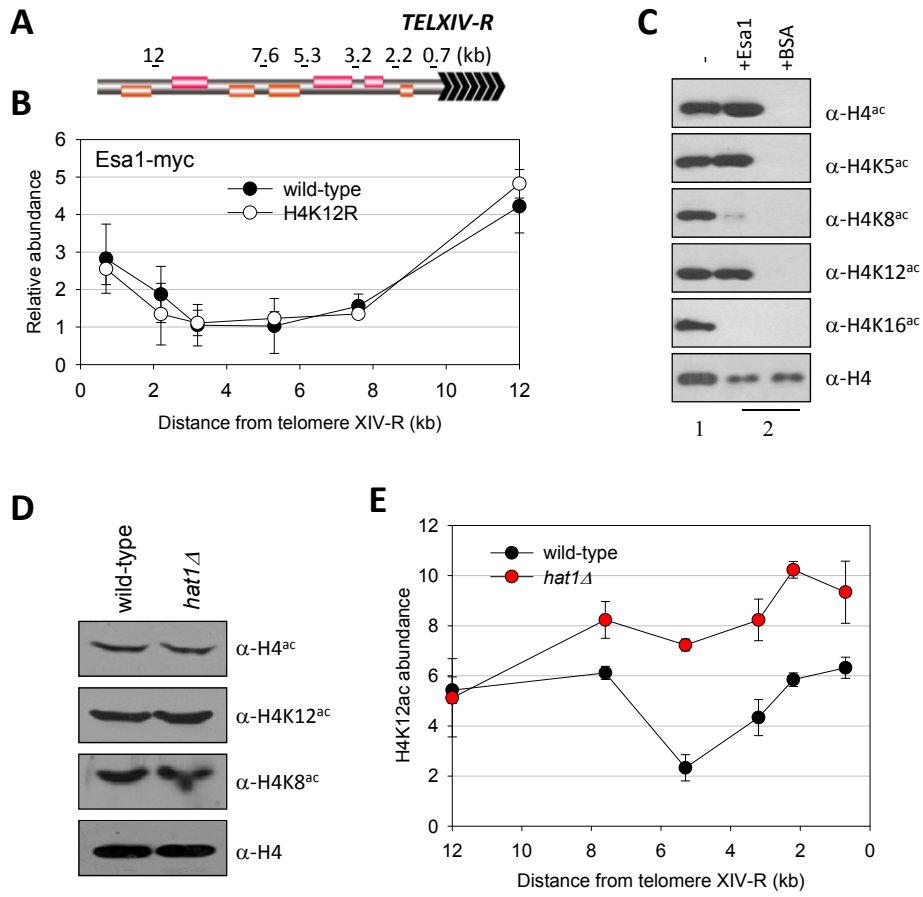 A
TELXIV-R
12 7.6 5.3 3.2 2.2 0.7 (kb)
B
Esa1-myc
wild-type
H4K12R
Relative abundance
6
5
4
3
2
1
0
0 2 4 6 8 10 12
Distance from telomere XIV-R (kb)
C
- +Esa1 +BSA
α-H4ac
α-H4K5ac
α-H4K8ac
α-H4K12ac
α-H4K16ac
α-H4
1 2
D
wild-type hat1Δ
α-H4ac
α-H4K12ac
α-H4K8ac
α-H4
E
wild-type
hat1Δ
H4K12ac abundance
12
10
8
6
4
2
0
12 10 8 6 4 2 0
Distance from telomere XIV-R (kb)